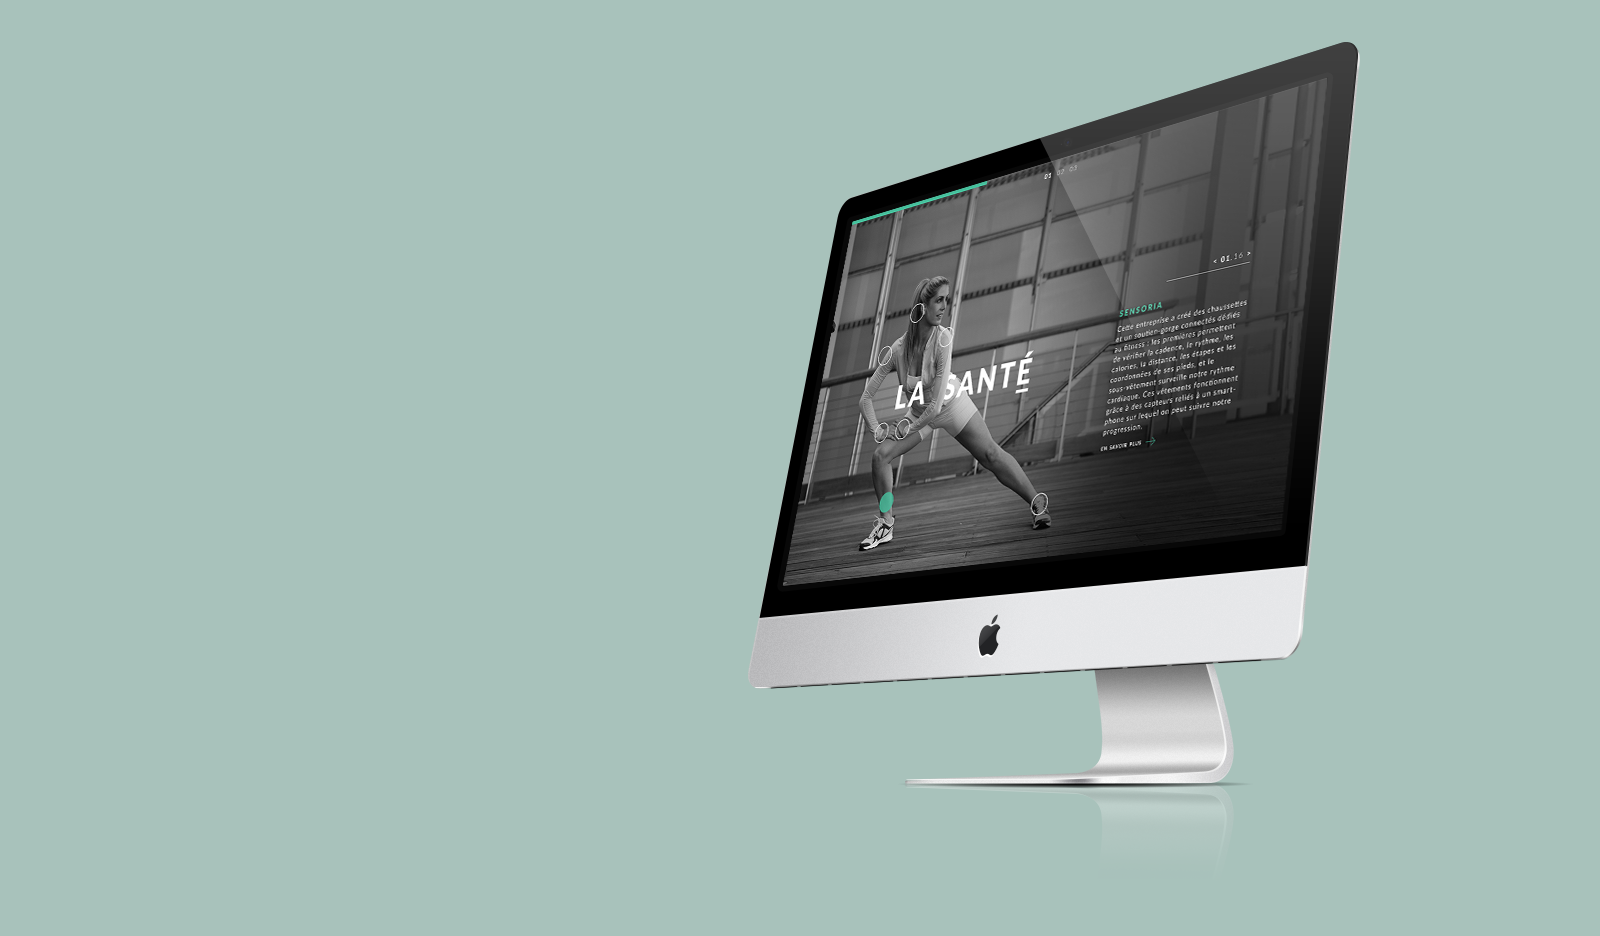 01 02 03
< 01.16 >
LA SANTÉ
SENSORIA
Cette entreprise a créé des chaussettes
et un soutien-gorge connectés dédiés
au fitness : les premières permettent
de vérifier la cadence, le rythme, les
calories, la distance, les étapes et les
coordonnées de ses pieds, et le
sous-vêtement surveille notre rythme
cardiaque. Ces vêtements fonctionnent
grâce à des capteurs reliés à un smart-
phone sur lequel on peut suivre notre
progression.
EN SAVOIR PLUS